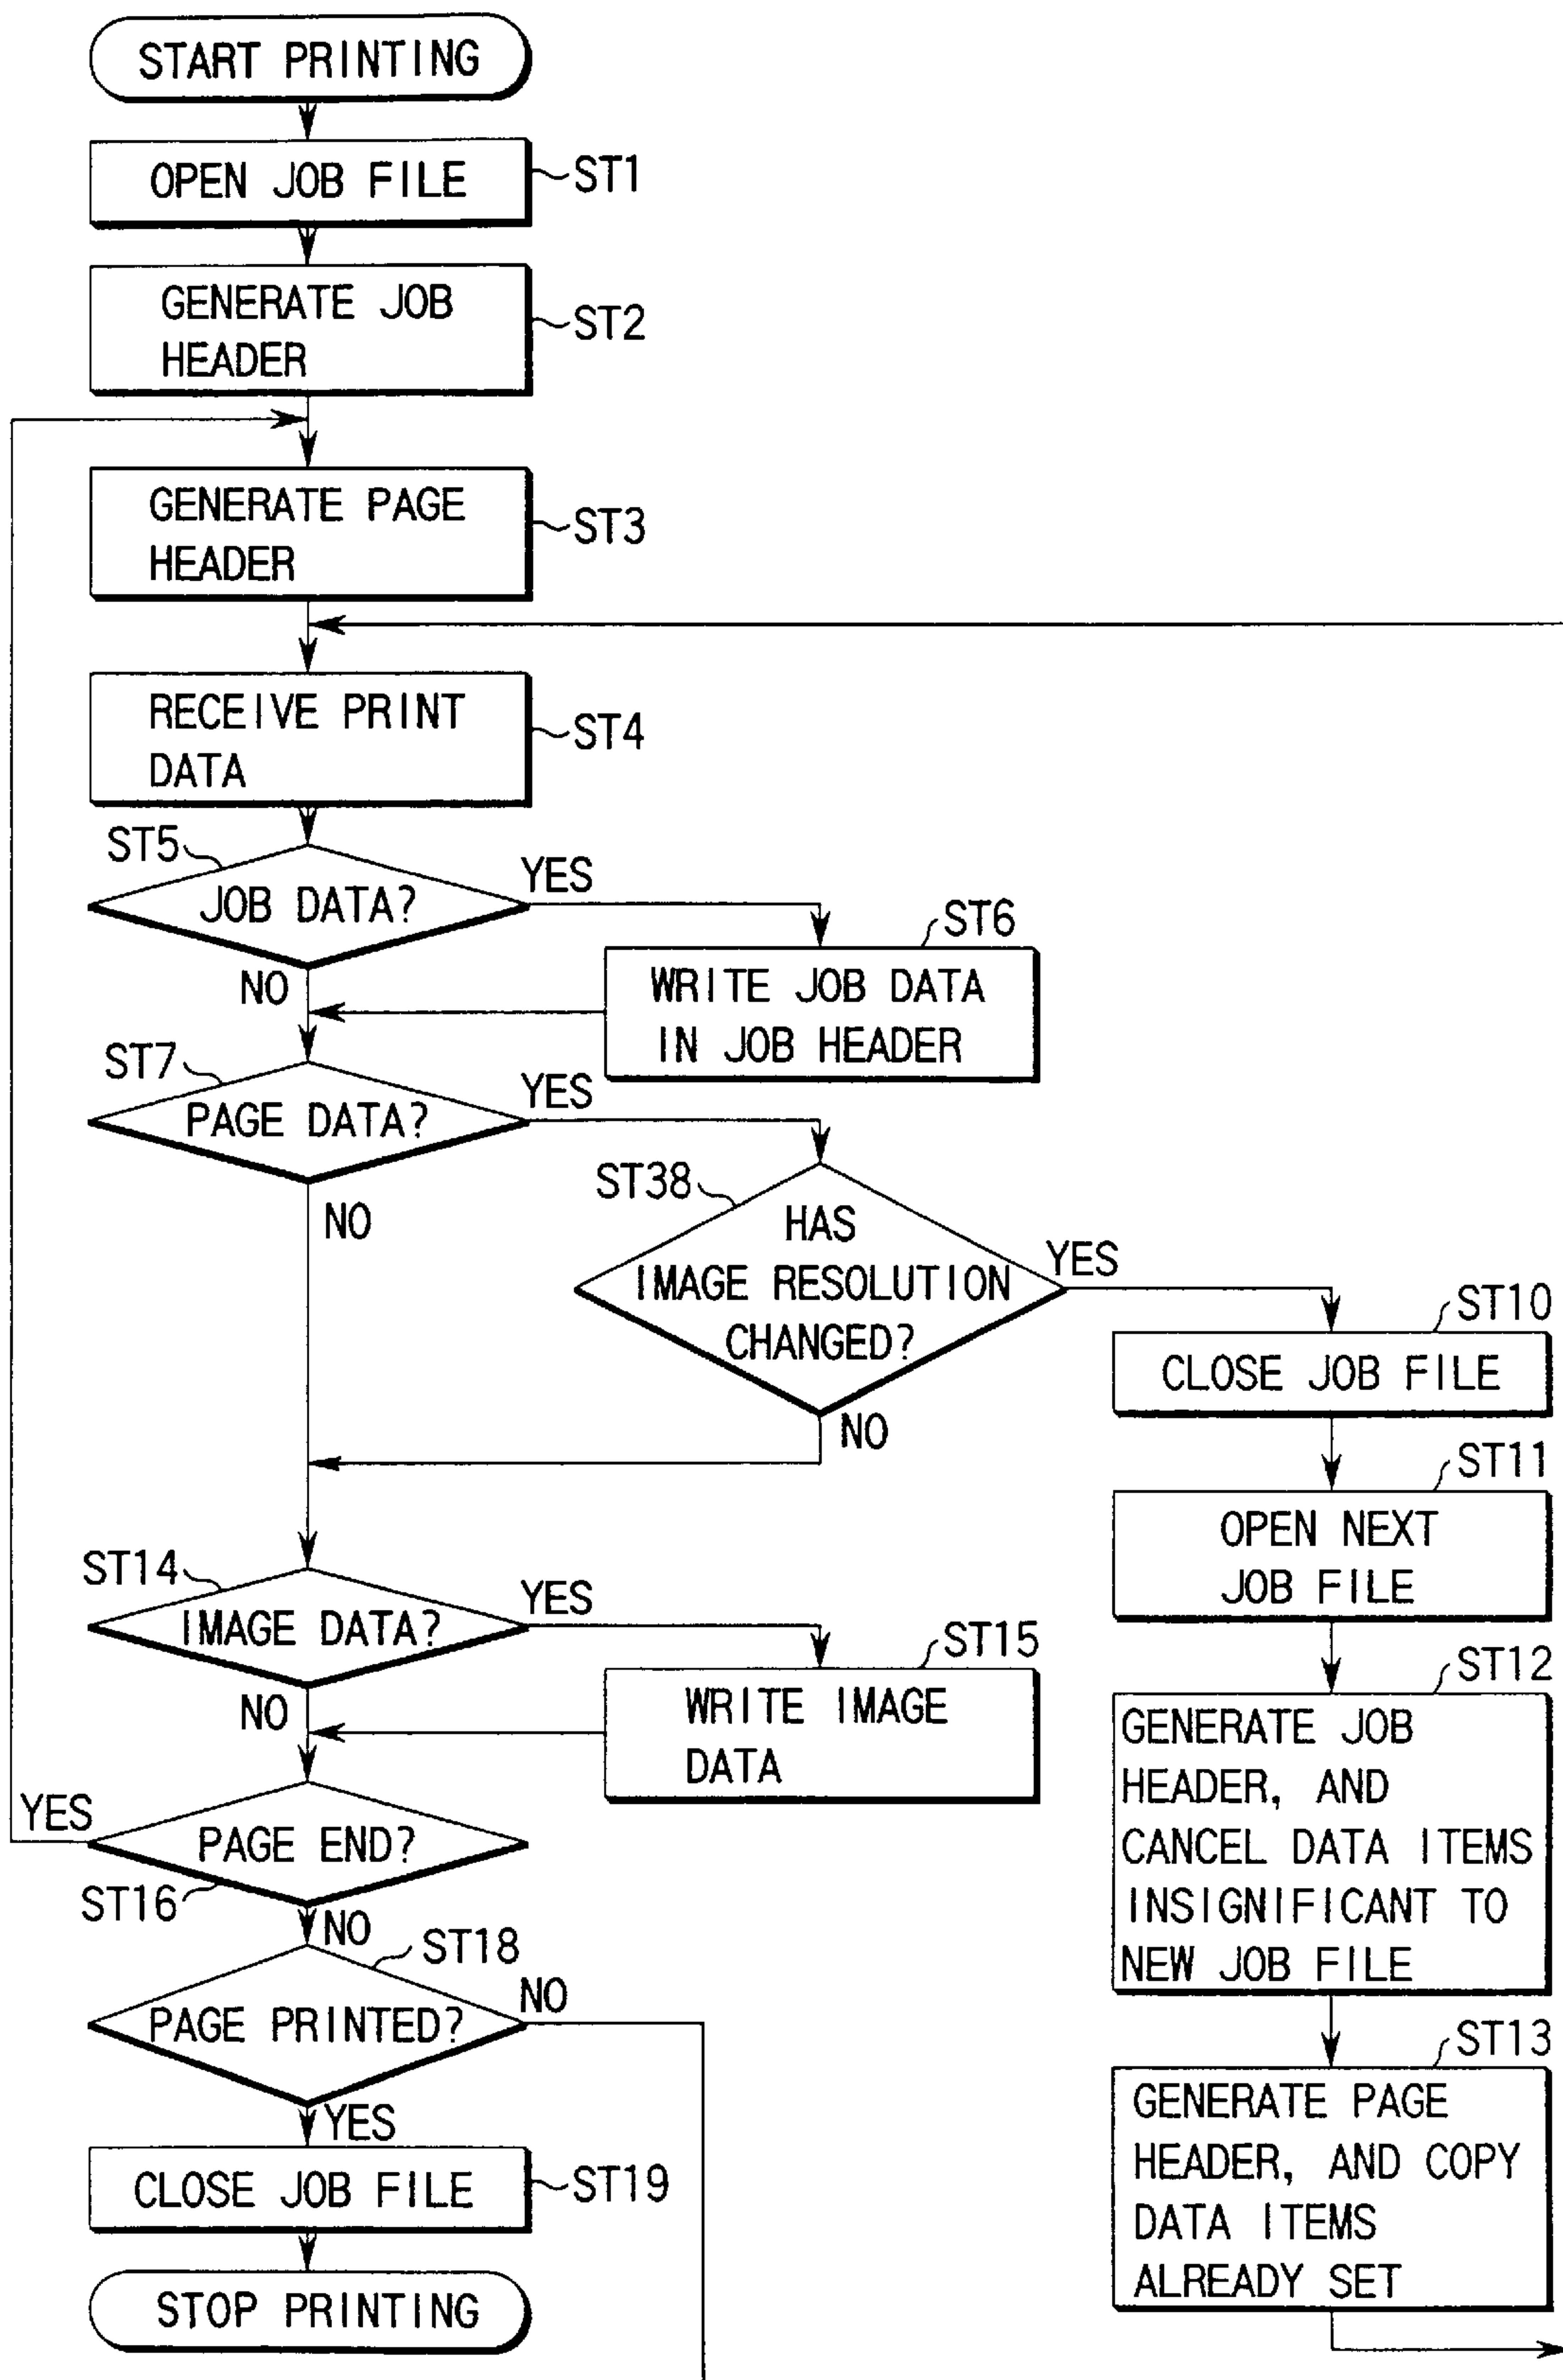 START PRINTING
OPEN JOB FILE
ST1
GENERATE JOB
HEADER
ST2
GENERATE PAGE
HEADER
ST3
RECEIVE PRINT
DATA
ST4
ST5
JOB DATA?
YES
NO
ST6
WRITE JOB DATA
IN JOB HEADER
ST7
PAGE DATA?
YES
NO
ST38
HAS
IMAGE RESOLUTION
CHANGED?
YES
NO
ST10
CLOSE JOB FILE
ST11
OPEN NEXT
JOB FILE
ST12
GENERATE JOB
HEADER, AND
CANCEL DATA ITEMS
INSIGNIFICANT TO
NEW JOB FILE
ST13
GENERATE PAGE
HEADER, AND COPY
DATA ITEMS
ALREADY SET
ST14
IMAGE DATA?
YES
NO
ST15
WRITE IMAGE
DATA
YES
PAGE END?
ST16
NO
ST18
PAGE PRINTED?
NO
YES
CLOSE JOB FILE
ST19
STOP PRINTING